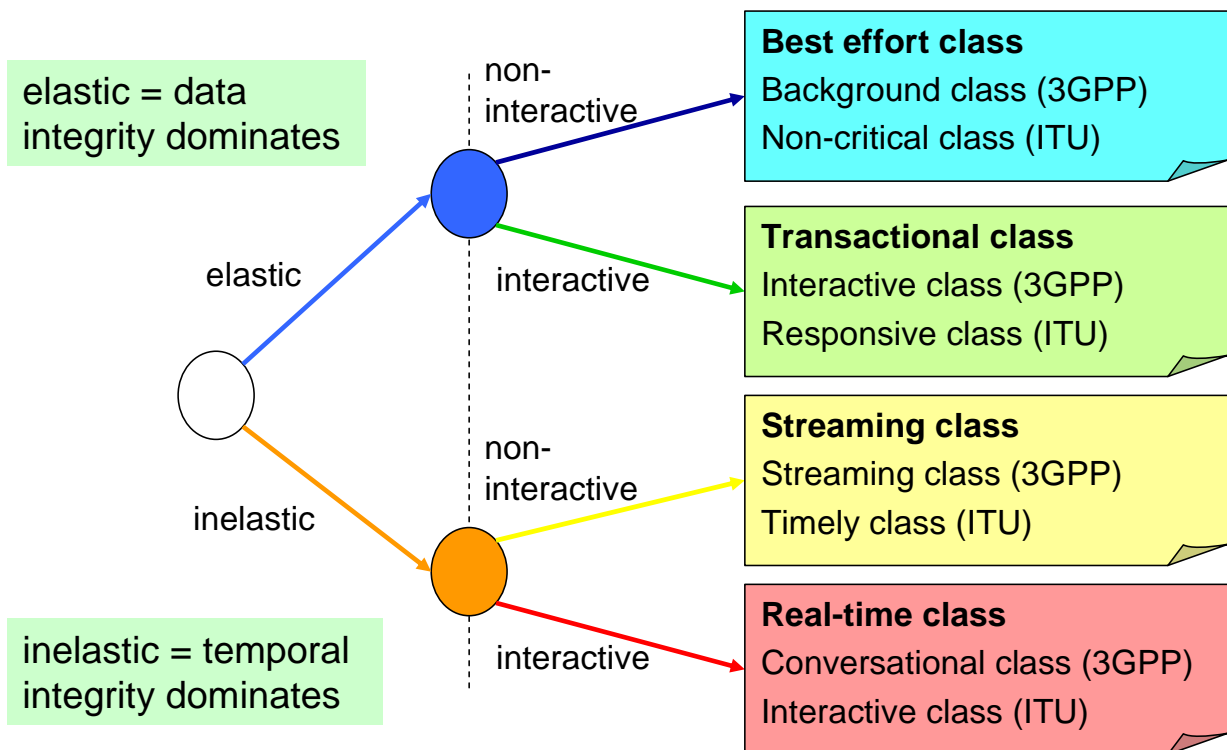 elastic = data
integrity dominates
non-
interactive
Best effort class
Background class (3GPP)
Non-critical class (ITU)
elastic
interactive
Transactional class
Interactive class (3GPP)
Responsive class (ITU)
inelastic
non-
interactive
Streaming class
Streaming class (3GPP)
Timely class (ITU)
inelastic = temporal
integrity dominates
interactive
Real-time class
Conversational class (3GPP)
Interactive class (ITU)